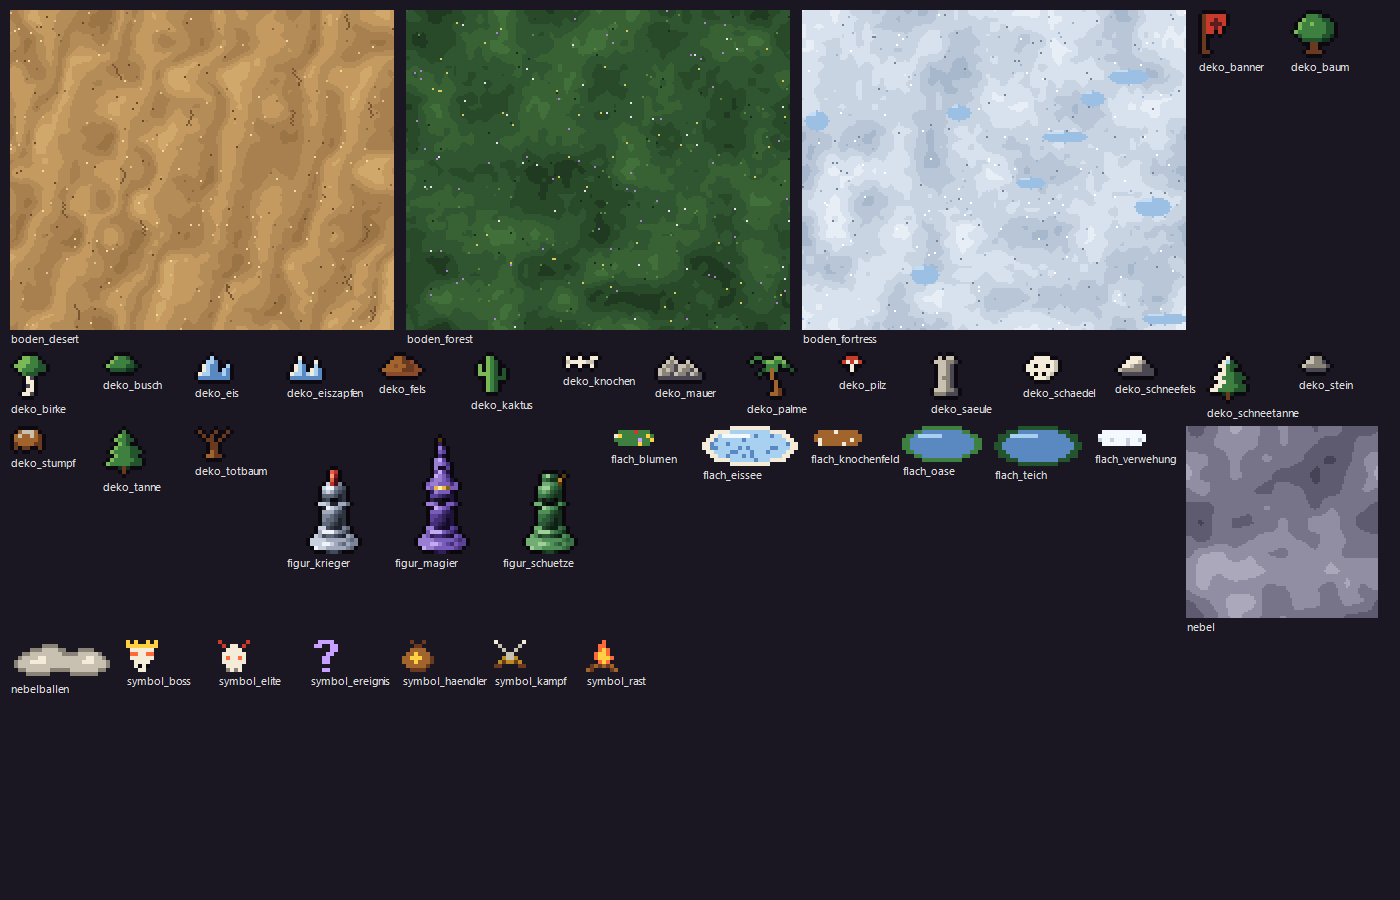 deko_banner
deko_baum
boden_desert
boden_forest
boden_fortress
deko_birke
deko_busch
deko_eis
deko_eiszapfen
deko_fels
deko_kaktus
deko_knochen
deko_mauer
deko_palme
deko_pilz
deko_saeule
deko_schaedel
deko_schneefels
deko_schneetanne
deko_stein
deko_stumpf
deko_tanne
deko_totbaum
figur_krieger
figur_magier
figur_schuetze
flach_blumen
flach_eissee
flach_knochenfeld
flach_oase
flach_teich
flach_verwehung
nebel
nebelballen
symbol_boss
symbol_elite
symbol_ereignis
symbol_haendler
symbol_kampf
symbol_rast